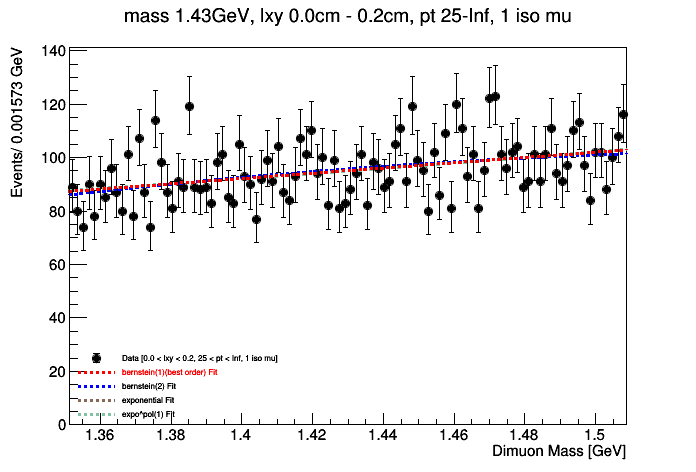 mass 1.43GeV, lxy 0.0cm - 0.2cm, pt 25-Inf, 1 iso mu
Events/ 0.001573 GeV
140
120
100
80
60
40
20
0
Data [0.0 < lxy < 0.2, 25 < pt < Inf, 1 iso mu]
bernstein(1)(best order) Fit
bernstein(2) Fit
exponential Fit
expo*pol(1) Fit
1.36 1.38 1.4 1.42 1.44 1.46 1.48 1.5
Dimuon Mass [GeV]